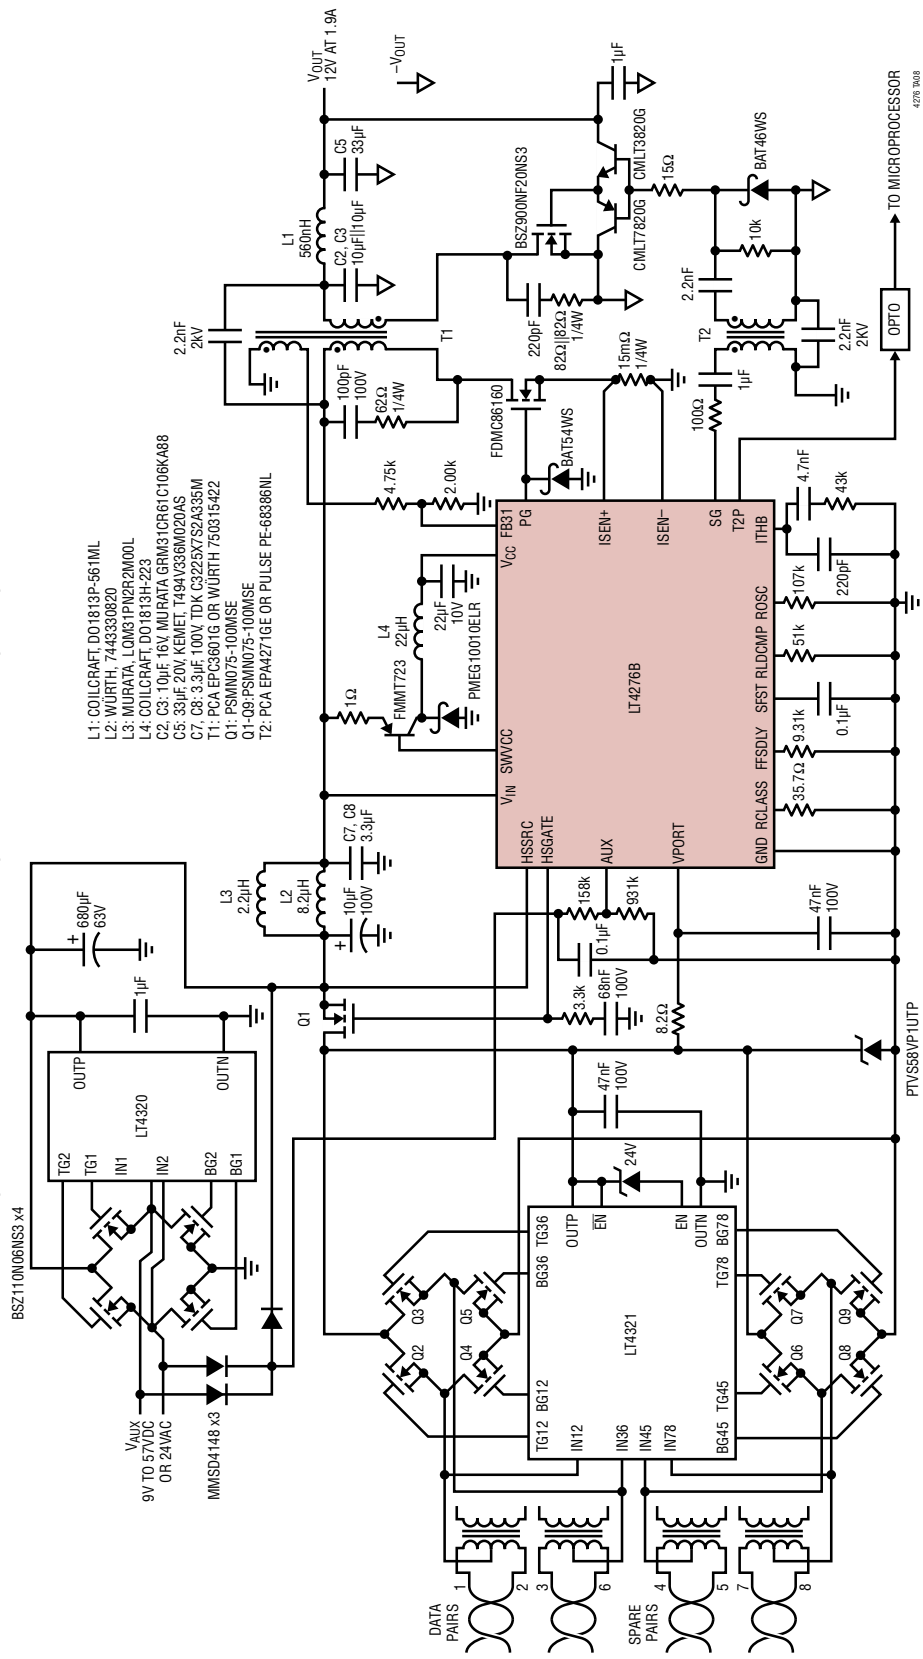 L1: COILCRAFT, DO1813P-561ML
L2: WÜRTH, 7443330820
L3: MURATA, LQM31PN2R2M00L
L4: COILCRAFT, DO1813H-223
C2, C3: 10µF, 16V, MURATA GRM31CR61C106KA88
C5: 33µF, 20V, KEMET, T494V336M020AS
C7, C8: 3.3µF, 100V, TDK C3225X7S2A335M
T1: PCA EPC3601G OR WÜRTH 750315422
Q1: PSMN075-100MSE
Q1-Q9:PSMN075-100MSE
T2: PCA EPA4271GE OR PULSE PE-68386NL
BSZ110N06NS3 x4
TG2
TG1
IN1
IN2
BG2
BG1
LT4320
OUTP
OUTN
1µF
+
680µF
63V
VAUX
9V TO 57VDC
OR 24VAC
MMSD4148 x3
Q1
L3
2.2µH
L2
8.2µH
+
10µF
100V
C7, C8
3.3µF
1Ω
FMMT723
L4
22µH
22µF
10V
PMEG10010ELR
4.75k
2.00k
100pF
100V
62Ω
1/4W
2.2nF
2kV
T1
L1
560nH
C2, C3
10µF||10µF
C5
33µF
VOUT
12V AT 1.9A
–VOUT
1µF
BSZ900NF20NS3
CMLT3820G
CMLT7820G
220pF
82Ω||82Ω
1/4W
FDMC86160
BAT54WS
15mΩ
1/4W
15Ω
BAT46WS
10k
2.2nF
T2
2.2nF
2KV
1µF
100Ω
OPTO
TO MICROPROCESSOR
4276 TA08
HSSRC
HSGATE
AUX
VPORT
VIN
SWVCC
VCC
FB31
PG
ISEN+
ISEN–
SG
T2P
ITHB
LT4276B
GND
RCLASS
FFSDLY
SFST
RLDCMP
ROSC
35.7Ω
9.31k
0.1µF
51k
107k
220pF
4.7nF
43k
158k
931k
0.1µF
3.3k
68nF
100V
8.2Ω
47nF
100V
PTVS58VP1UTP
47nF
100V
24V
TG36
OUTP
EN
EN
OUTN
BG78
BG36
TG78
LT4321
BG12
TG45
TG12
IN12
IN36
IN45
IN78
BG45
Q2
Q3
Q4
Q5
Q6
Q7
Q8
Q9
DATA
PAIRS
1
2
3
6
SPARE
PAIRS
4
5
7
8